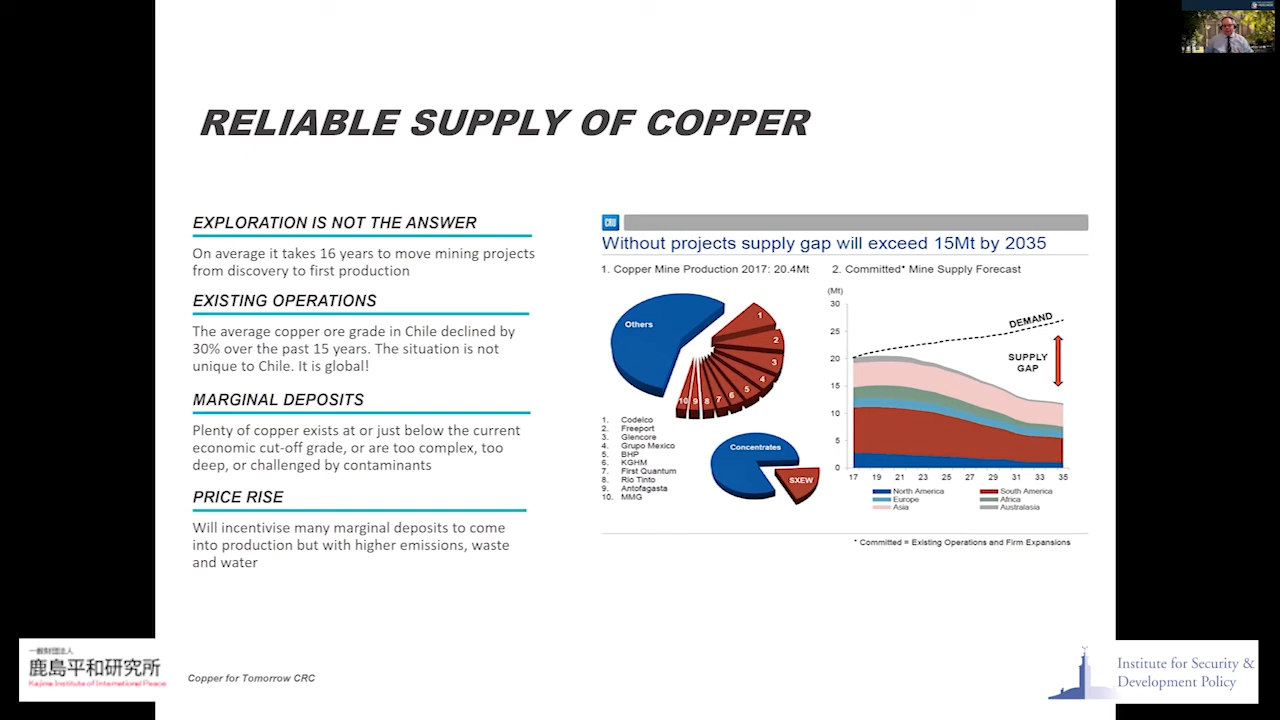 RELIABLE SUPPLY OF COPPER
EXPLORATION IS NOT THE ANSWER
On average it takes 16 years to move mining projects
from discovery to first production
EXISTING OPERATIONS
The average copper ore grade in Chile declined by
30% over the past 15 years. The situation is not
unique to Chile. It is global!
MARGINAL DEPOSITS
Plenty of copper exists at or just below the current
economic cut-off grade, or are too complex, too
deep, or challenged by contaminants
PRICE RISE
Will incentivise many marginal deposits to come
into production but with higher emissions, waste
and water
CRU
Without projects supply gap will exceed 15Mt by 2035
1. Copper Mine Production 2017: 20.4Mt
Others
1
2
3
4
5
6
7
8
9
10
1. Codelco
2. Freeport
3. Glencore
4. Grupo Mexico
5. BHP
6. KGHM
7. First Quantum
8. Rio Tinto
9. Antofagasta
10. MMG
Concentrates
SXEW
2. Committed* Mine Supply Forecast
(Mt)
30
25
20
15
10
5
0
DEMAND
SUPPLY
GAP
17 19 21 23 25 27 29 31 33 35
North America South America
Europe Africa
Asia Australasia
* Committed = Existing Operations and Firm Expansions
一般財団法人
鹿島平和研究所
Kajima Institute of International Peace
Copper for Tomorrow CRC
Institute for Security &
Development Policy